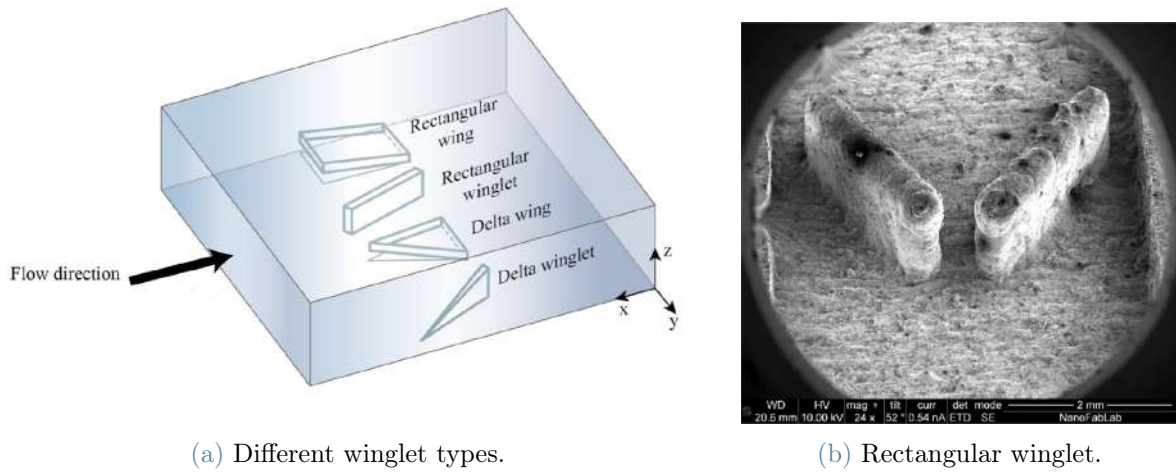 Rectangular
wing
Rectangular
winglet
Delta wing
Delta winglet
Flow direction
z
x
y
WD HV mag tilt curr det mode 2 mm
20.6 mm 10.00 kV 24 x 52 ° 0.54 nA ETD SE NanoFabLab
(a) Different winglet types.
(b) Rectangular winglet.